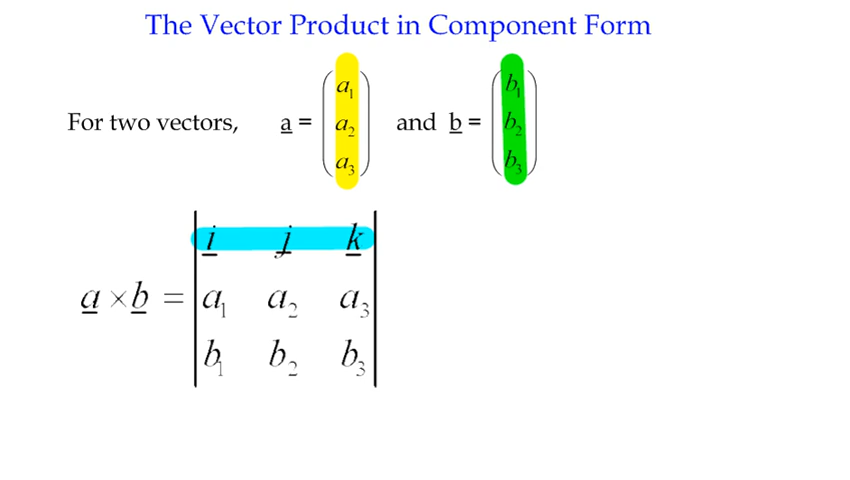 The Vector Product in Component Form
For two vectors, a = (a₁ a₂ a₃) and b = (b₁ b₂ b₃)
a × b = | i j k |
| a₁ a₂ a₃ |
| b₁ b₂ b₃ |